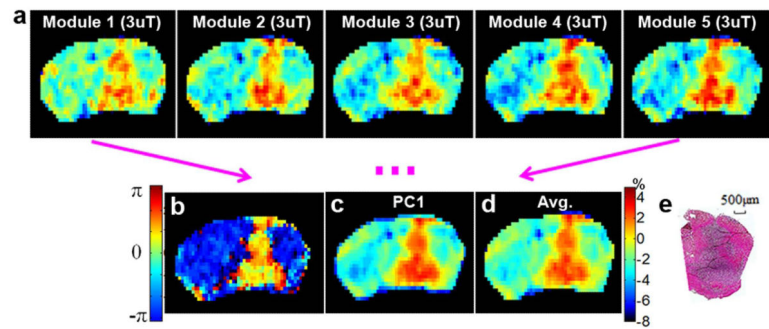 a
Module 1 (3uT)
Module 2 (3uT)
Module 3 (3uT)
Module 4 (3uT)
Module 5 (3uT)
π
0
-π
b
c
PC1
d
Avg.
%
4
2
0
-2
-4
-6
-8
e
500μm